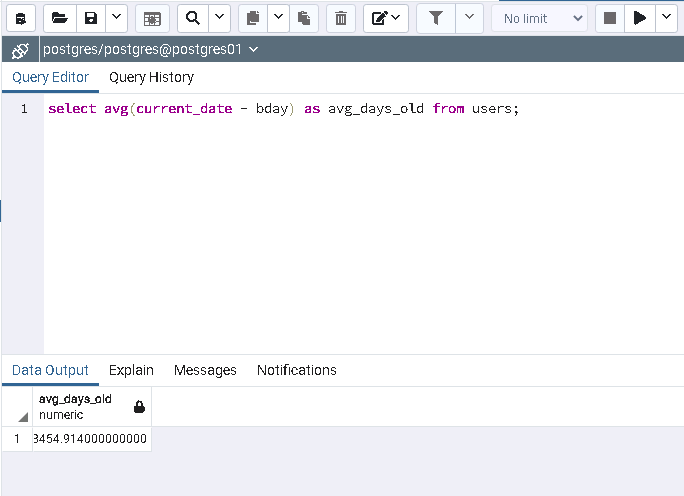 No limit
postgres/postgres@postgres01
Query Editor Query History
1 select avg(current_date - bday) as avg_days_old from users;
Data Output Explain Messages Notifications
avg_days_old
numeric
1 3454.914000000000